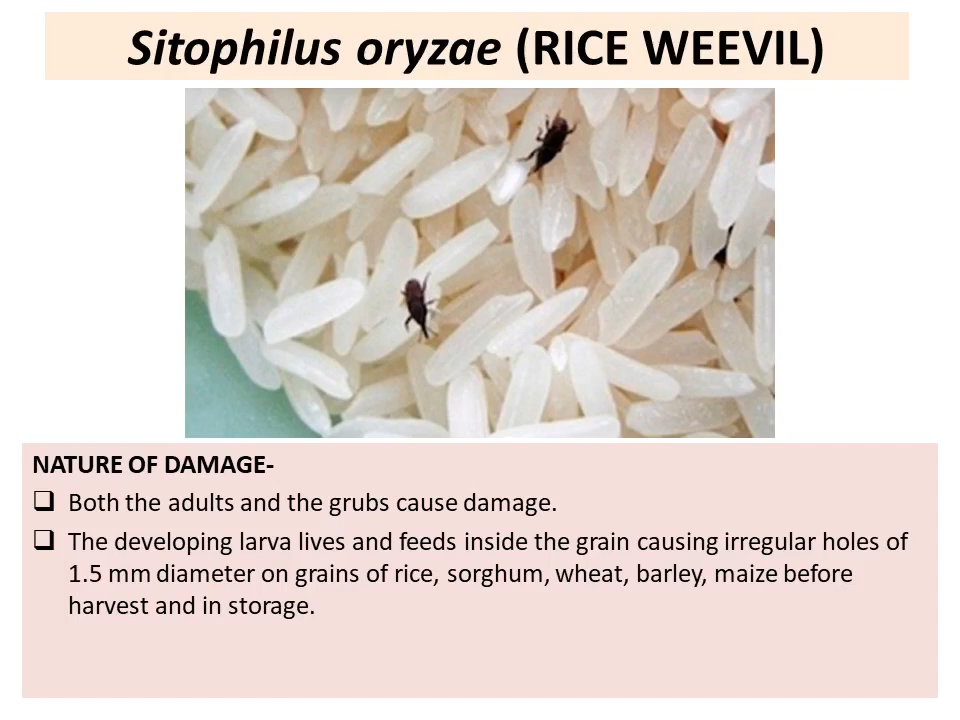 Sitophilus oryzae (RICE WEEVIL)
NATURE OF DAMAGE-
❑ Both the adults and the grubs cause damage.
❑ The developing larva lives and feeds inside the grain causing irregular holes of
1.5 mm diameter on grains of rice, sorghum, wheat, barley, maize before
harvest and in storage.